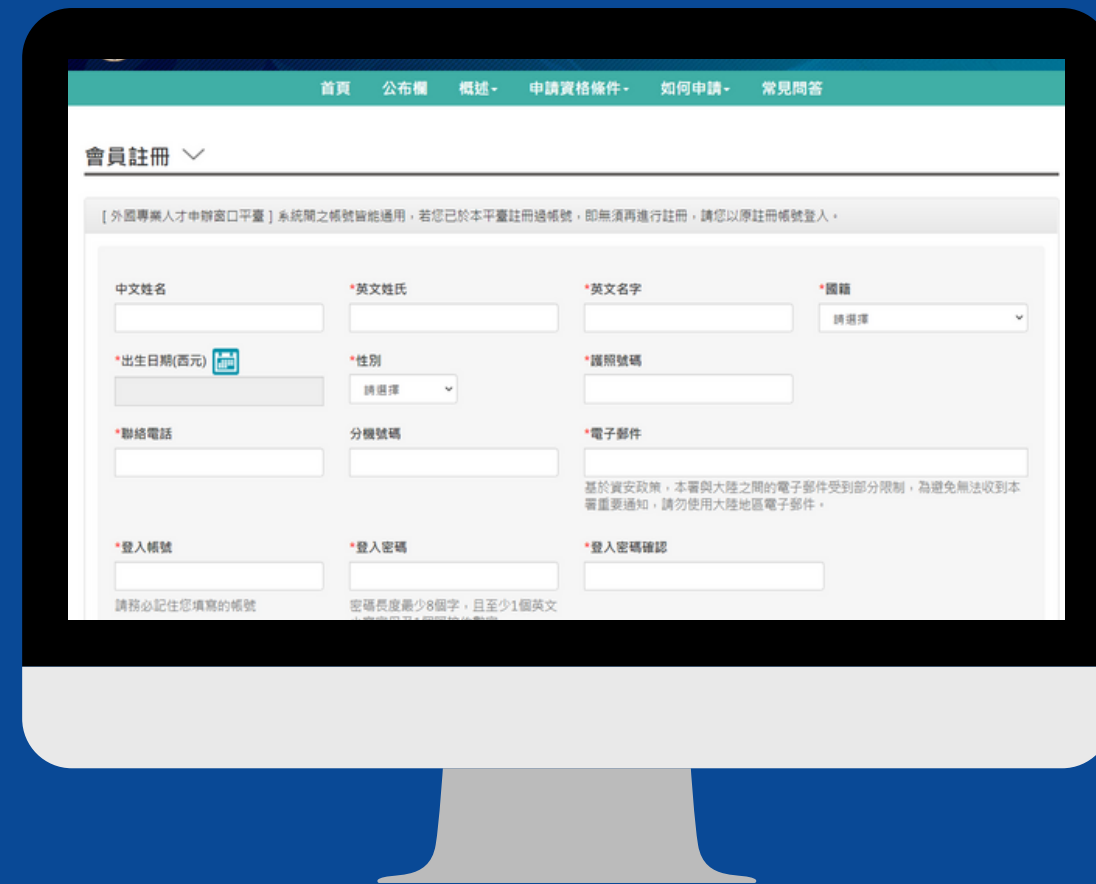 首頁 公布欄 概述 申請資格條件 如何申請 常見問答
會員註冊
[ 外國專業人才申辦窗口平臺 ] 系統間之帳號皆能通用，若您已於本平臺註冊過帳號，即無須再進行註冊，請您以原註冊帳號登入。
中文姓名 *英文姓氏 *英文名字 *國籍
請選擇
*出生日期(西元) *性別 *護照號碼
請選擇
*聯絡電話 分機號碼 *電子郵件
基於資安政策，本署與大陸之間的電子郵件受到部分限制，為避免無法收到本
署重要通知，請勿使用大陸地區電子郵件。
*登入帳號 *登入密碼 *登入密碼確認
請務必記住您填寫的帳號 密碼長度最少8個字，且至少1個英文